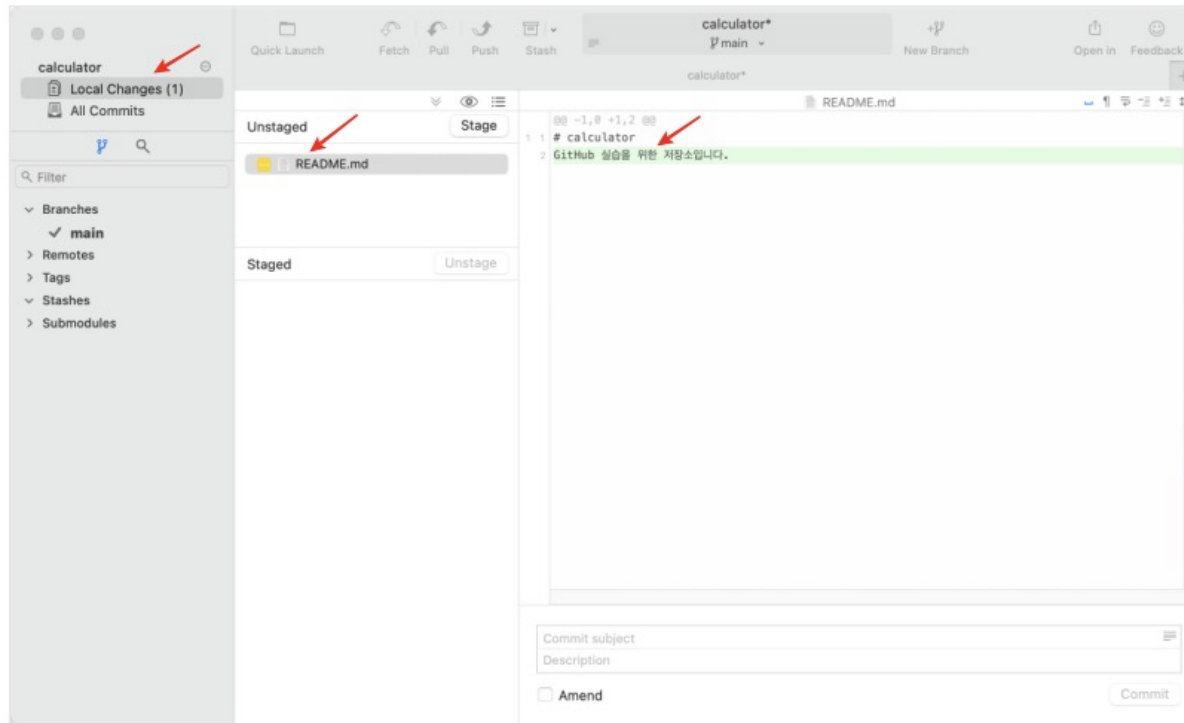 calculator*
main
Quick Launch
Fetch
Pull
Push
Stash
New Branch
Open in
Feedback
calculator*
calculator
Local Changes (1)
All Commits
Filter
Branches
main
Remotes
Tags
Stashes
Submodules
Unstaged
Stage
README.md
Staged
Unstage
README.md
@@ -1,0 +1,2 @@
1 1 # calculator
2 GitHub 실습을 위한 저장소입니다.
Commit subject
Description
Amend
Commit